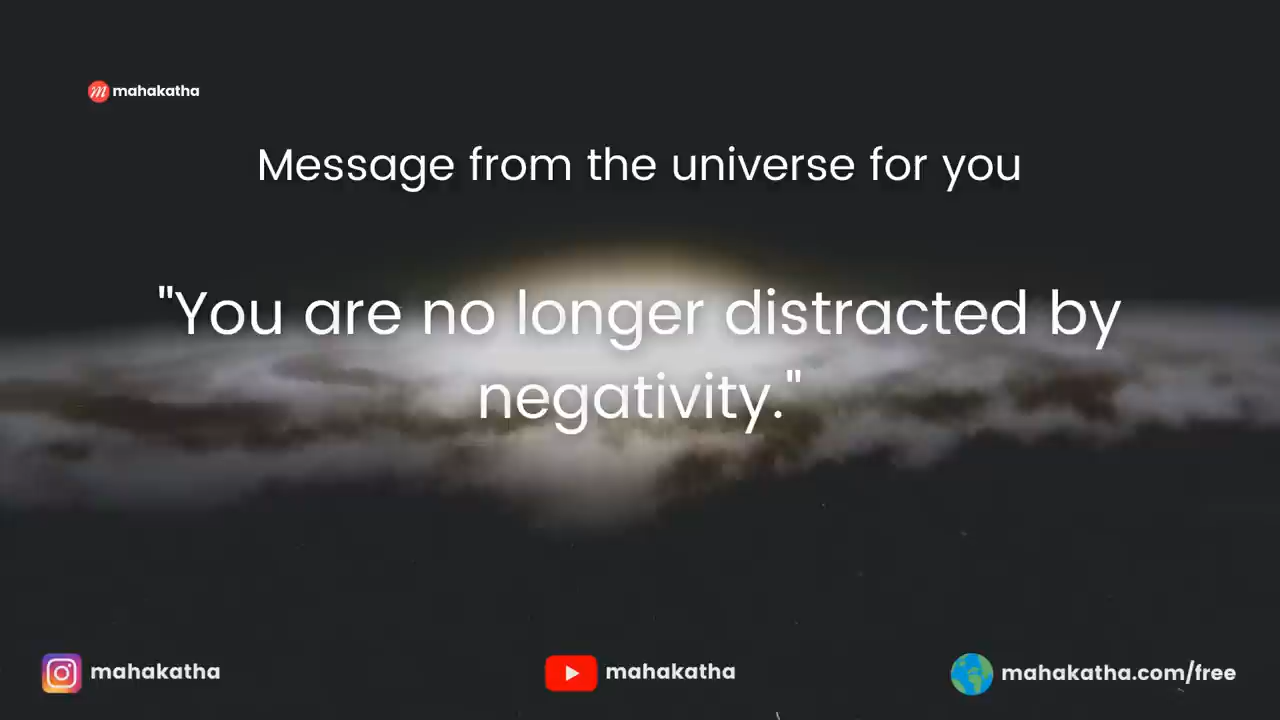 mahakatha
Message from the universe for you
"You are no longer distracted by
negativity."
mahakatha
mahakatha
mahakatha.com/free